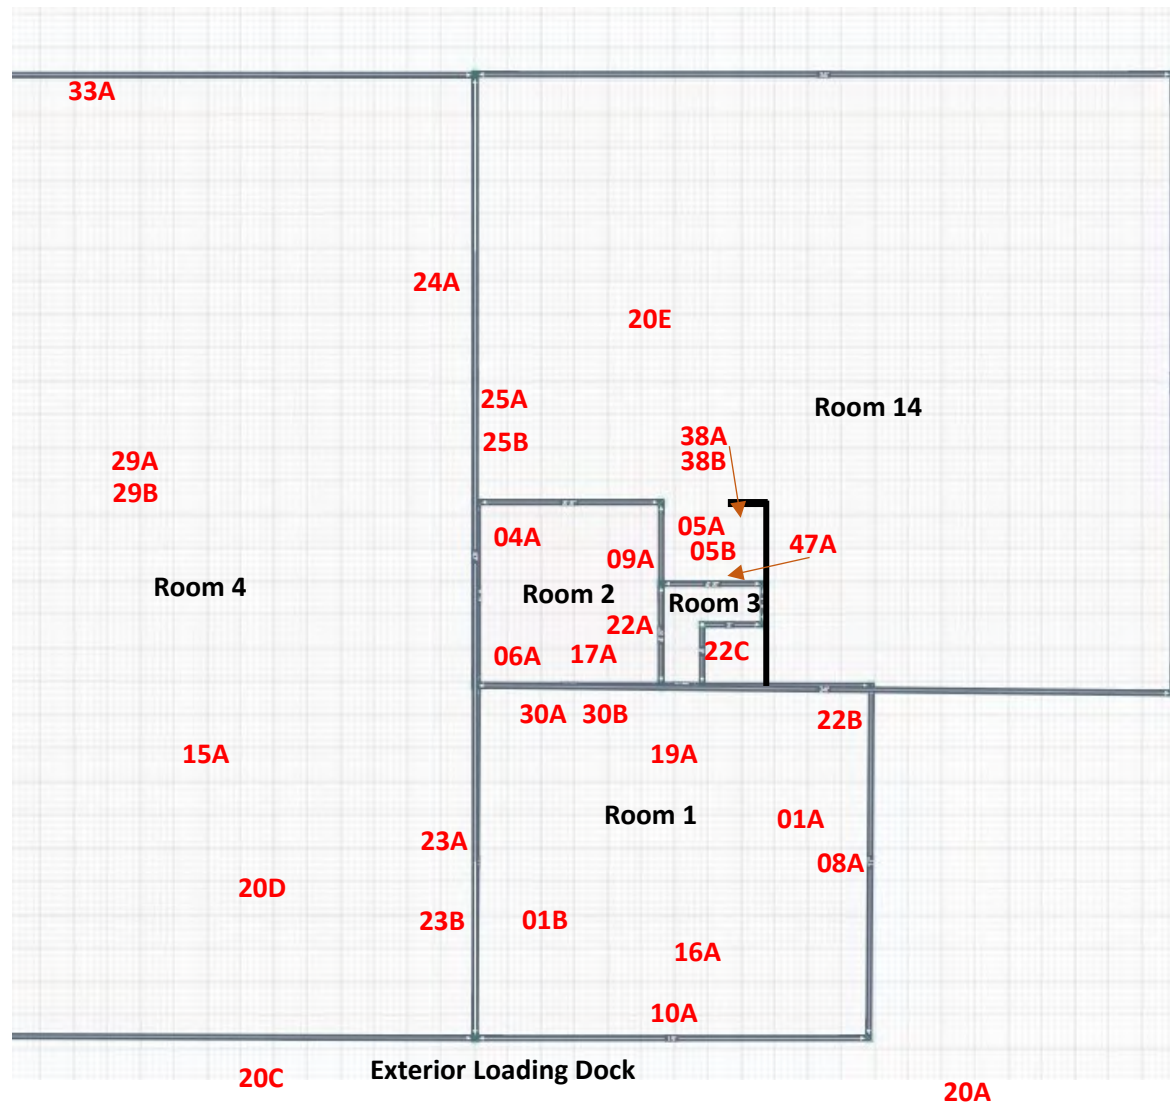 33A
24A
20E
25A
Room 14
25B
38A
38B
29A
29B
05A
04A
05B
47A
09A
Room 4
Room 2
Room 3
22A
06A
17A
22C
30A
30B
22B
15A
19A
Room 1
01A
23A
08A
20D
23B
01B
16A
10A
Exterior Loading Dock
20C
20A